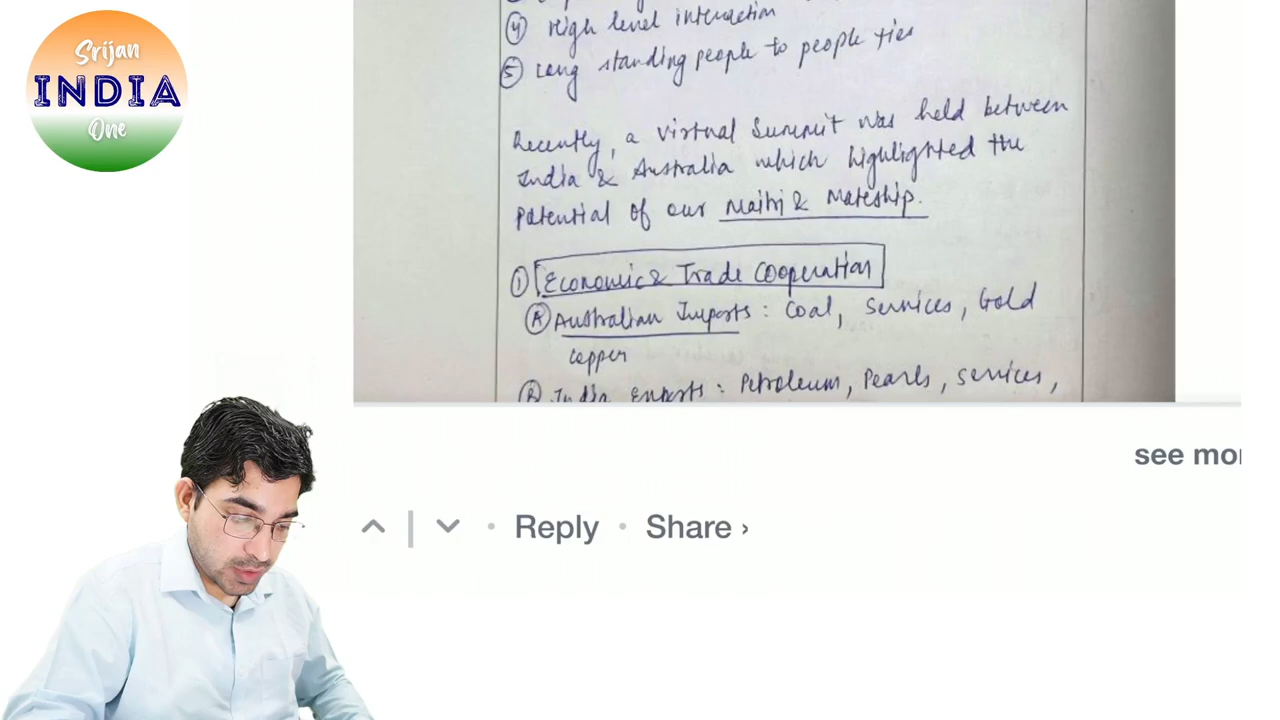 Srijan
INDIA
One
④ High level interaction
⑤ Long standing people to people ties
Recently, a virtual Summit was held between
India & Australia which highlighted the
potential of our Maitri & Mateship.
① Economic & Trade Cooperation
Ⓐ Australian Imports : Coal, Services, Gold
Copper
Ⓑ India Exports : Petroleum, Pearls, Services,
see mor
Reply • Share ›